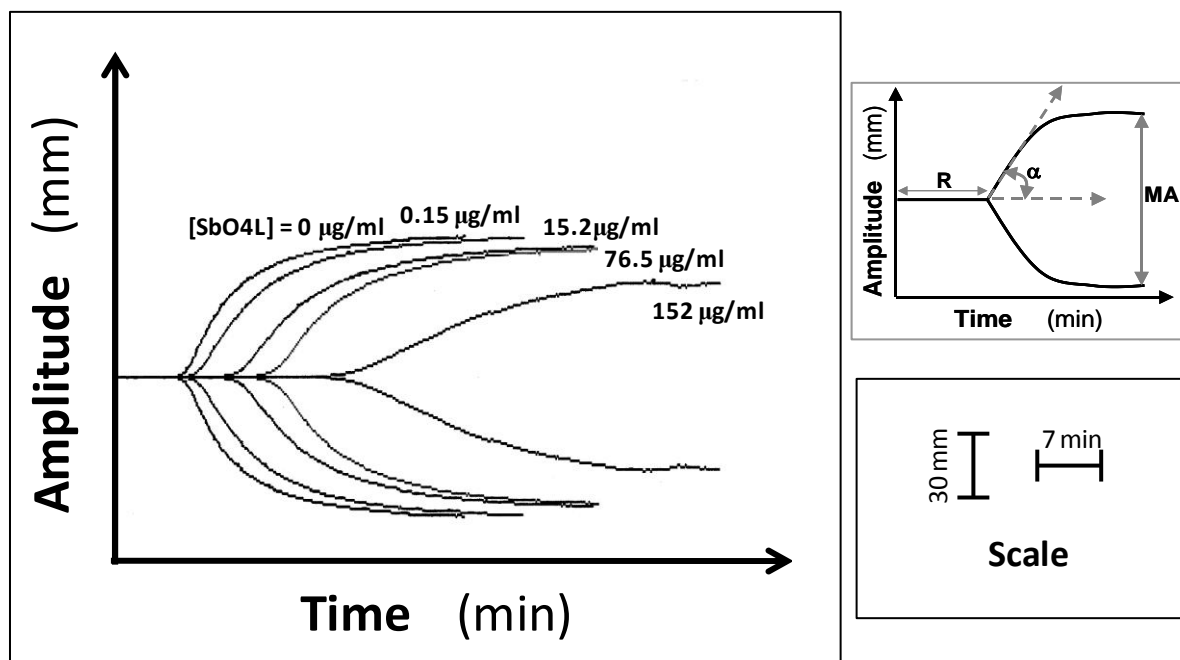 Amplitude (mm)
[SbO4L] = 0 μg/ml
0.15 μg/ml
15.2μg/ml
76.5 μg/ml
152 μg/ml
Time (min)
Amplitude (mm)
R
α
MA
Time (min)
30 mm
7 min
Scale